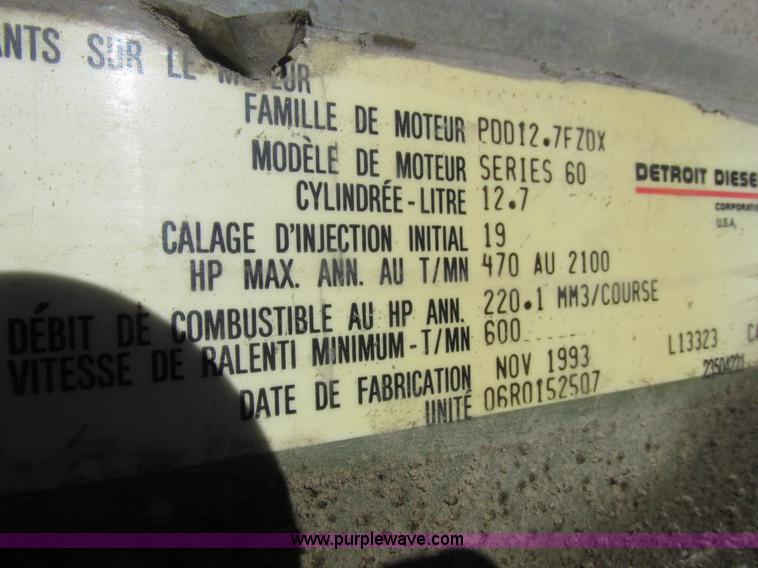 ANTS SUR LE MOTEUR
FAMILLE DE MOTEUR PDD12.7FZDX
MODÈLE DE MOTEUR SERIES 60
CYLINDRÉE-LITRE 12.7
CALAGE D'INJECTION INITIAL 19
HP MAX. ANN. AU T/MN 470 AU 2100
DÉBIT DE COMBUSTIBLE AU HP ANN. 220.1 MM3/COURSE
VITESSE DE RALENTI MINIMUM-T/MN 600
DATE DE FABRICATION NOV 1993
UNITÉ 06R0152507
DETROIT DIESE
CORPORATI
U.S.A.
L13323 CA
23504221
www.purplewave.com